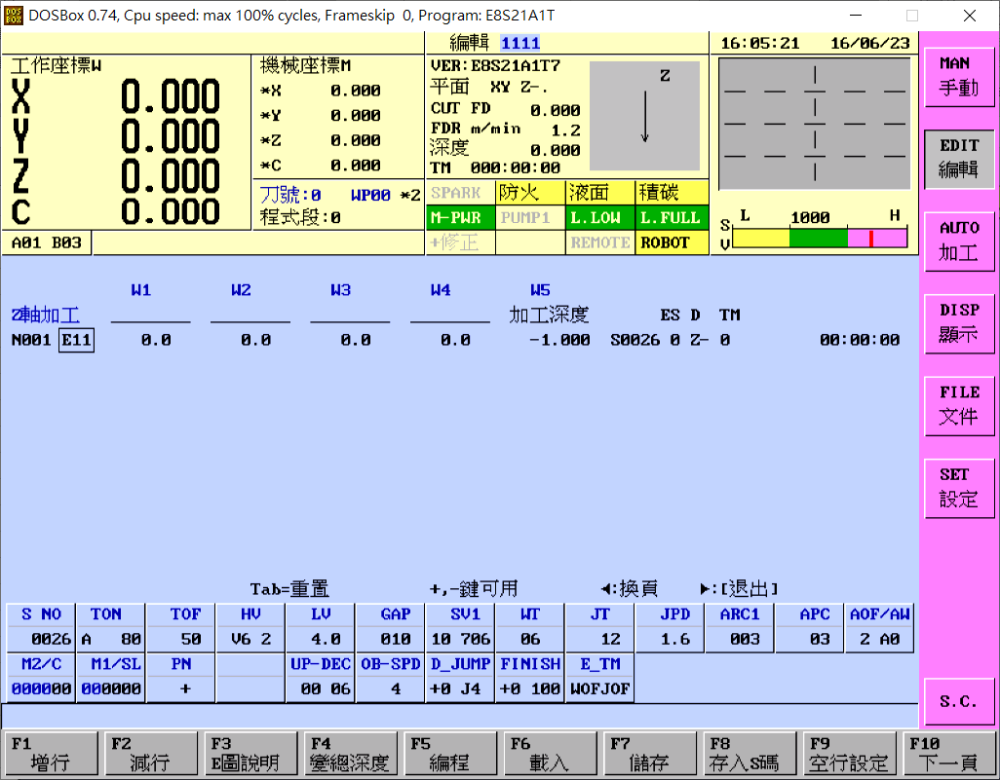 DOSBox 0.74, Cpu speed: max 100% cycles, Frameskip 0, Program: E8S21A1T
編輯 1111
16:05:21 16/06/23
工作座標W
X 0.000
Y 0.000
Z 0.000
C 0.000
A01 B03
機械座標M
*X 0.000
*Y 0.000
*Z 0.000
*C 0.000
刀號:0 WP00 *2
程式段:0
VER:E8S21A1T7
平面 XY Z-.
CUT FD 0.000
FDR m/min 1.2
深度 0.000
TM 000:00:00
Z
SPARK 防火 液面 積碳
M-PWR PUMP1 L.LOW L.FULL
+修正 REMOTE ROBOT
L 1000 H
S
V
MAN
手動
EDIT
編輯
AUTO
加工
DISP
顯示
FILE
文件
SET
設定
S.C.
W1 W2 W3 W4 W5
Z軸加工 加工深度 ES D TM
N001 E11 0.0 0.0 0.0 0.0 -1.000 S0026 0 Z- 0 00:00:00
Tab=重置 +,-鍵可用 ◄:換頁 ►:[退出]
S NO TON TOF HV LV GAP SV1 WT JT JPD ARC1 APC AOF/AW
0026 A 80 50 V6 2 4.0 010 10 706 06 12 1.6 003 03 2 A0
M2/C M1/SL PN UP-DEC OB-SPD D_JUMP FINISH E_TM
000000 000000 + 00 06 4 +0 J4 +0 100 WOFJOF
F1 F2 F3 F4 F5 F6 F7 F8 F9 F10
增行 減行 E圖說明 變總深度 編程 載入 儲存 存入S碼 空行設定 下一頁